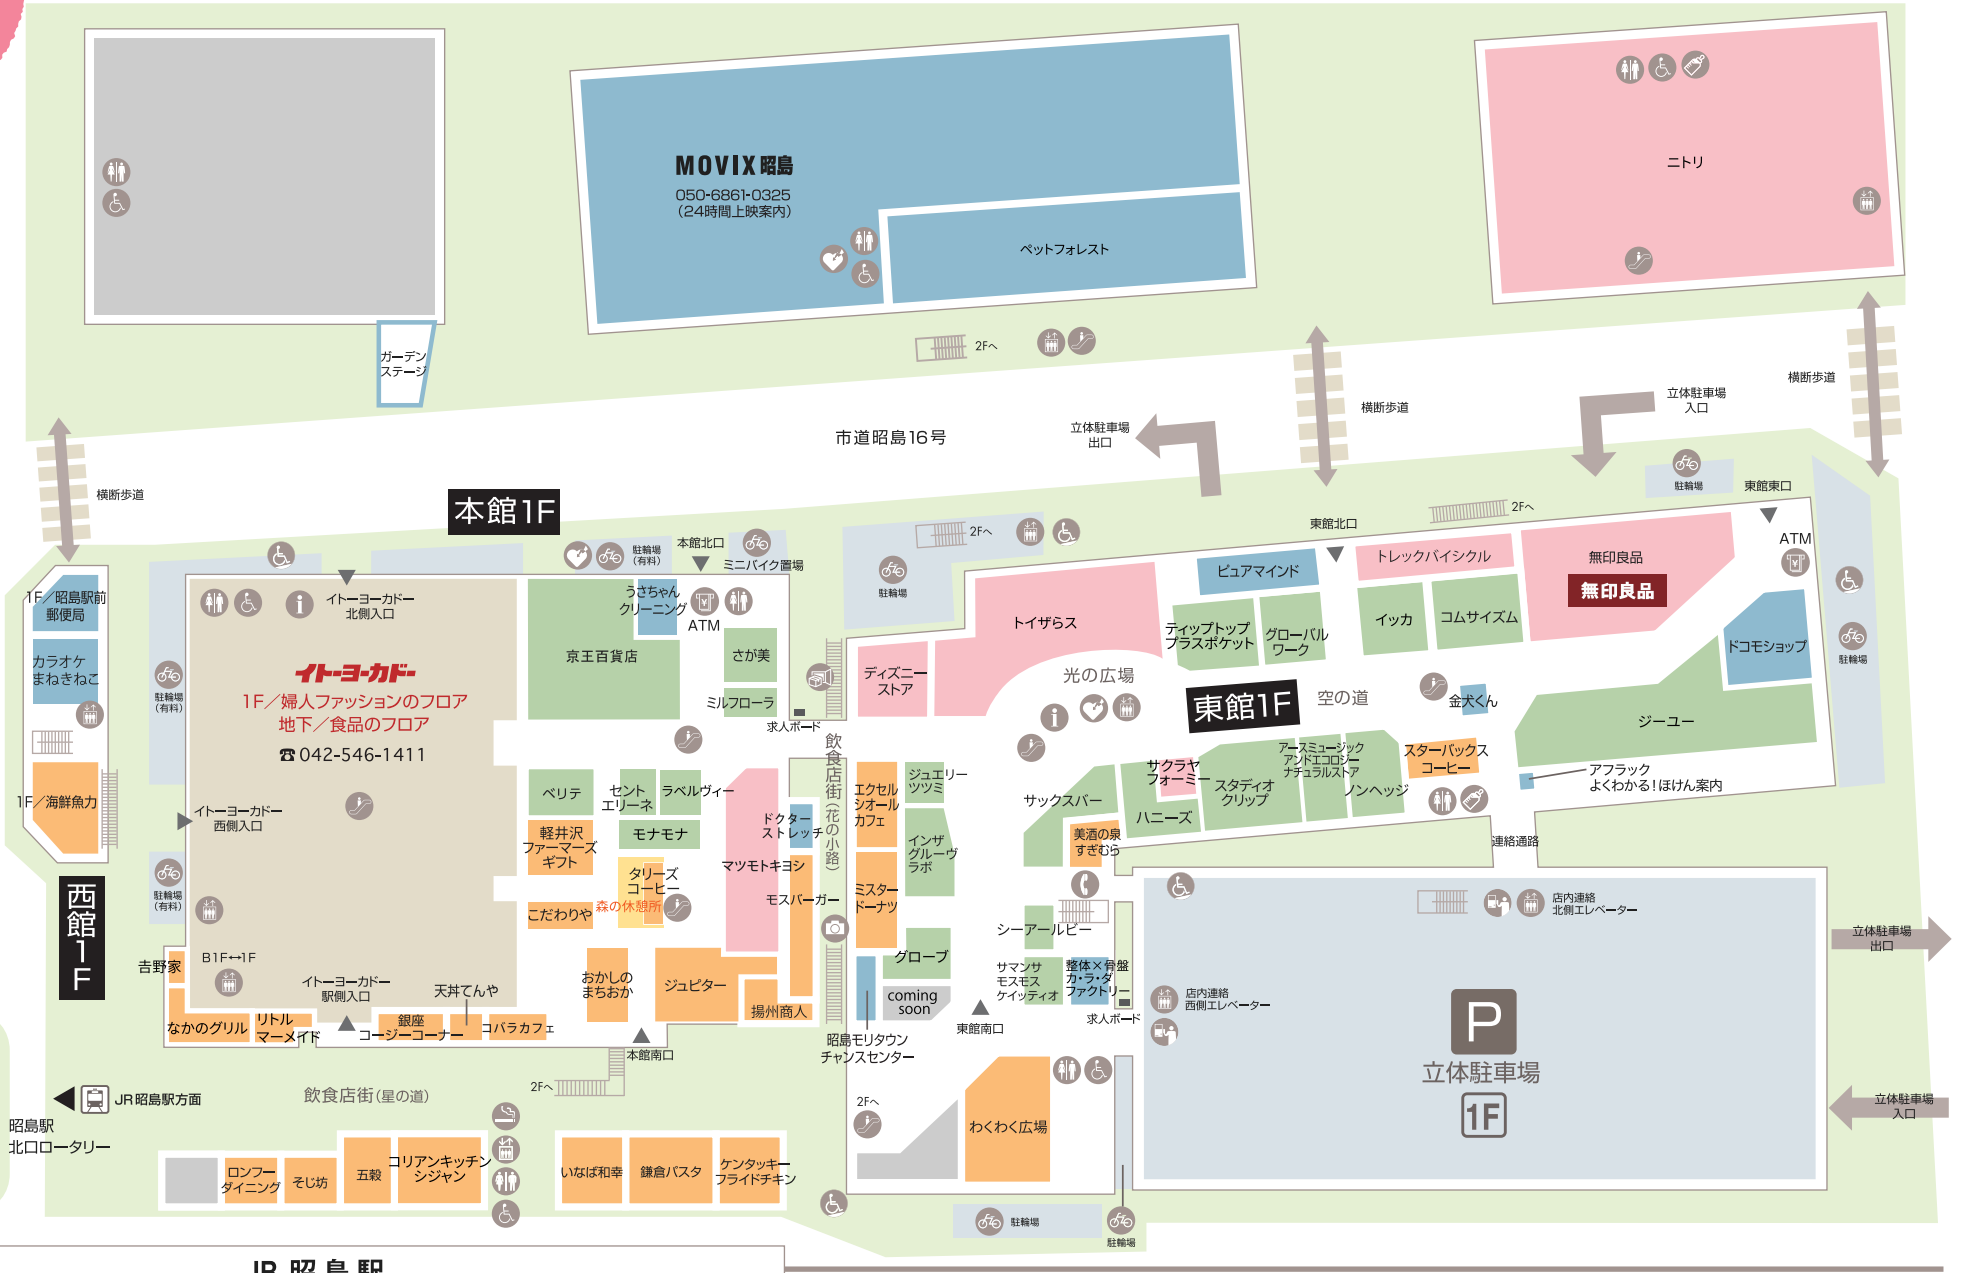 MOVIX昭島
050-6861-0325
(24時間上映案内)
ペットフォレスト
ニトリ
ガーデン
ステージ
2Fへ
市道昭島16号
立体駐車場
出口
横断歩道
立体駐車場
入口
横断歩道
横断歩道
本館1F
駐輪場
(有料)
本館北口
ミニバイク置場
2Fへ
駐輪場
東館北口
2Fへ
駐輪場
東館東口
ATM
駐輪場
1F/昭島駅前
郵便局
カラオケ
まねきねこ
1F/海鮮魚力
西館1F
駐輪場
(有料)
駐輪場
(有料)
イトーヨーカドー
北側入口
イトーヨーカドー
1F/婦人ファッションのフロア
地下/食品のフロア
☎042-546-1411
イトーヨーカドー
西側入口
B1F↔1F
イトーヨーカドー
駅側入口
京王百貨店
うさちゃん
クリーニング
ATM
さが美
ミルフローラ
求人ボード
ベリテ
セント
エリーネ
ラベルヴィー
軽井沢
ファーマーズ
ギフト
モナモナ
タリーズ
コーヒー
森の休憩所
こだわりや
マツモトキヨシ
ドクター
ストレッチ
モスバーガー
おかしの
まちおか
ジュピター
揚州商人
吉野家
なかのグリル
リトル
マーメイド
銀座
コージーコーナー
天丼てんや
コバラカフェ
本館南口
2Fへ
飲食店街(花の小路)
ディズニー
ストア
トイザらス
ピュアマインド
ティップトップ
プラスポケット
グローバル
ワーク
トレックバイシクル
イッカ
コムサイズム
無印良品
無印良品
ドコモショップ
光の広場
東館1F
空の道
金犬くん
ジーユー
スターバックス
コーヒー
アフラック
よくわかる!ほけん案内
連絡通路
エクセル
シオール
カフェ
ジュエリー
ツツミ
インザ
グルーヴ
ラボ
ミスター
ドーナツ
グローブ
coming
soon
昭島モリタウン
チャンスセンター
サックスバー
サクラヤ
フォーミー
ハニーズ
スタディオ
クリップ
アースミュージック
アンドエコロジー
ナチュラルストア
ノンヘッジ
美酒の泉
すぎむら
シーアールビー
サマンサ
モスモス
ケイッティオ
整体×骨盤
カ・ラ・ダ
ファクトリー
東館南口
求人ボード
2Fへ
わくわく広場
店内連絡
北側エレベーター
店内連絡
西側エレベーター
P
立体駐車場
1F
立体駐車場
出口
立体駐車場
入口
駐輪場
駐輪場
JR昭島駅方面
昭島駅
北口ロータリー
飲食店街(星の道)
ロンフー
ダイニング
そじ坊
五穀
コリアンキッチン
シジャン
いなば和幸
鎌倉パスタ
ケンタッキー
フライドチキン
JR 昭島駅